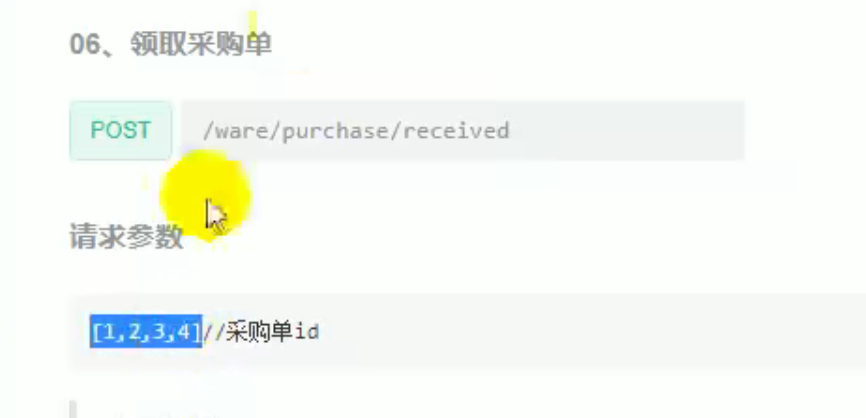 06、领取采购单
POST /ware/purchase/received
请求参数
[1,2,3,4]//采购单id